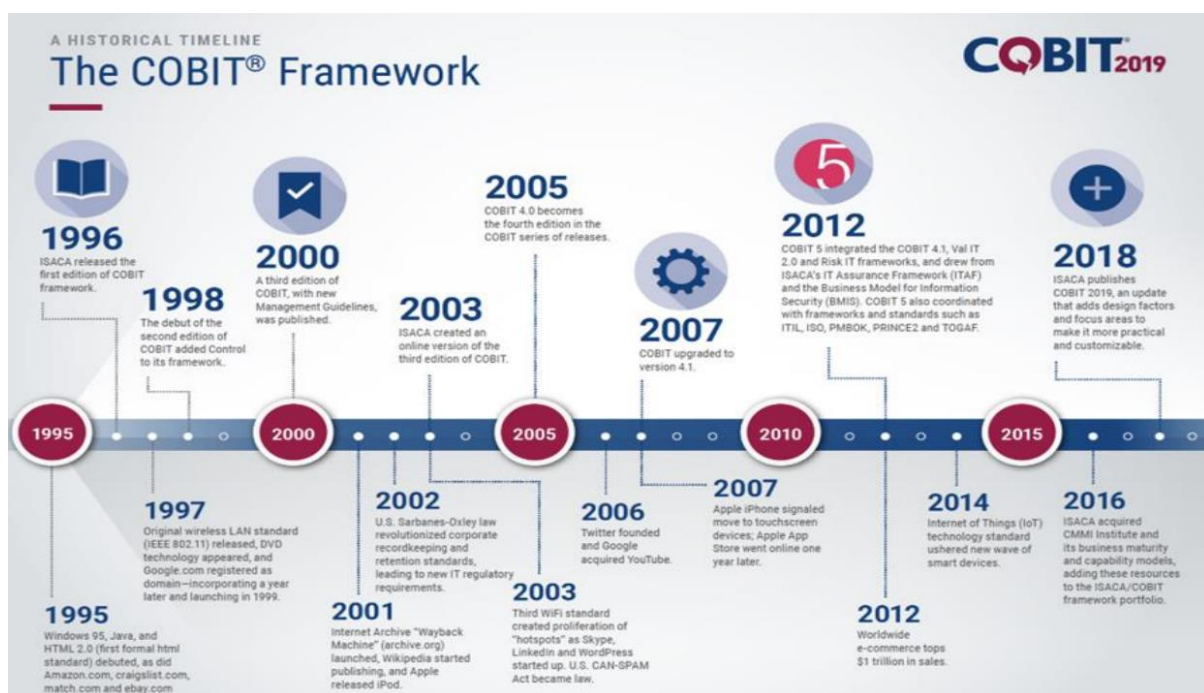 A HISTORICAL TIMELINE
The COBIT® Framework
COBIT®2019
1996
ISACA released the
first edition of COBIT
framework.
1998
The debut of the
second edition of
COBIT added Control
to its framework.
2000
A third edition of
COBIT, with new
Management Guidelines,
was published.
2003
ISACA created an
online version of the
third edition of COBIT.
2005
COBIT 4.0 becomes
the fourth edition in the
COBIT series of releases.
2007
COBIT upgraded to
version 4.1.
5
2012
COBIT 5 integrated the COBIT 4.1, Val IT
2.0 and Risk IT frameworks, and drew from
ISACA's IT Assurance Framework (ITAF)
and the Business Model for Information
Security (BMIS). COBIT 5 also coordinated
with frameworks and standards such as
ITIL, ISO, PMBOK, PRINCE2 and TOGAF.
2018
ISACA publishes
COBIT 2019, an update
that adds design factors
and focus areas to
make it more practical
and customizable.
1995
2000
2005
2010
2015
1995
Windows 95, Java, and
HTML 2.0 (first formal html
standard) debuted, as did
Amazon.com, craigslist.com,
match.com and ebay.com
1997
Original wireless LAN standard
(IEEE 802.11) released, DVD
technology appeared, and
Google.com registered as
domain—incorporating a year
later and launching in 1999.
2001
Internet Archive "Wayback
Machine" (archive.org)
launched, Wikipedia started
publishing, and Apple
released iPod.
2002
U.S. Sarbanes-Oxley law
revolutionized corporate
recordkeeping and
retention standards,
leading to new IT regulatory
requirements.
2003
Third WiFi standard
created proliferation of
"hotspots" as Skype,
LinkedIn and WordPress
started up. U.S. CAN-SPAM
Act became law.
2006
Twitter founded
and Google
acquired YouTube.
2007
Apple iPhone signaled
move to touchscreen
devices; Apple App
Store went online one
year later.
2012
Worldwide
e-commerce tops
$1 trillion in sales.
2014
Internet of Things (IoT)
technology standard
ushered new wave of
smart devices.
2016
ISACA acquired
CMMI Institute and
its business maturity
and capability models,
adding these resources
to the ISACA/COBIT
framework portfolio.